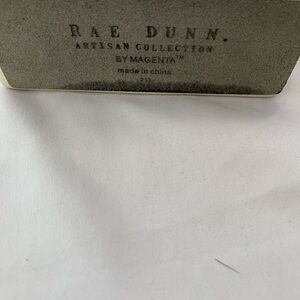 RAE DUNN.
ARTISAN COLLECTION
BY MAGENTA™
made in china